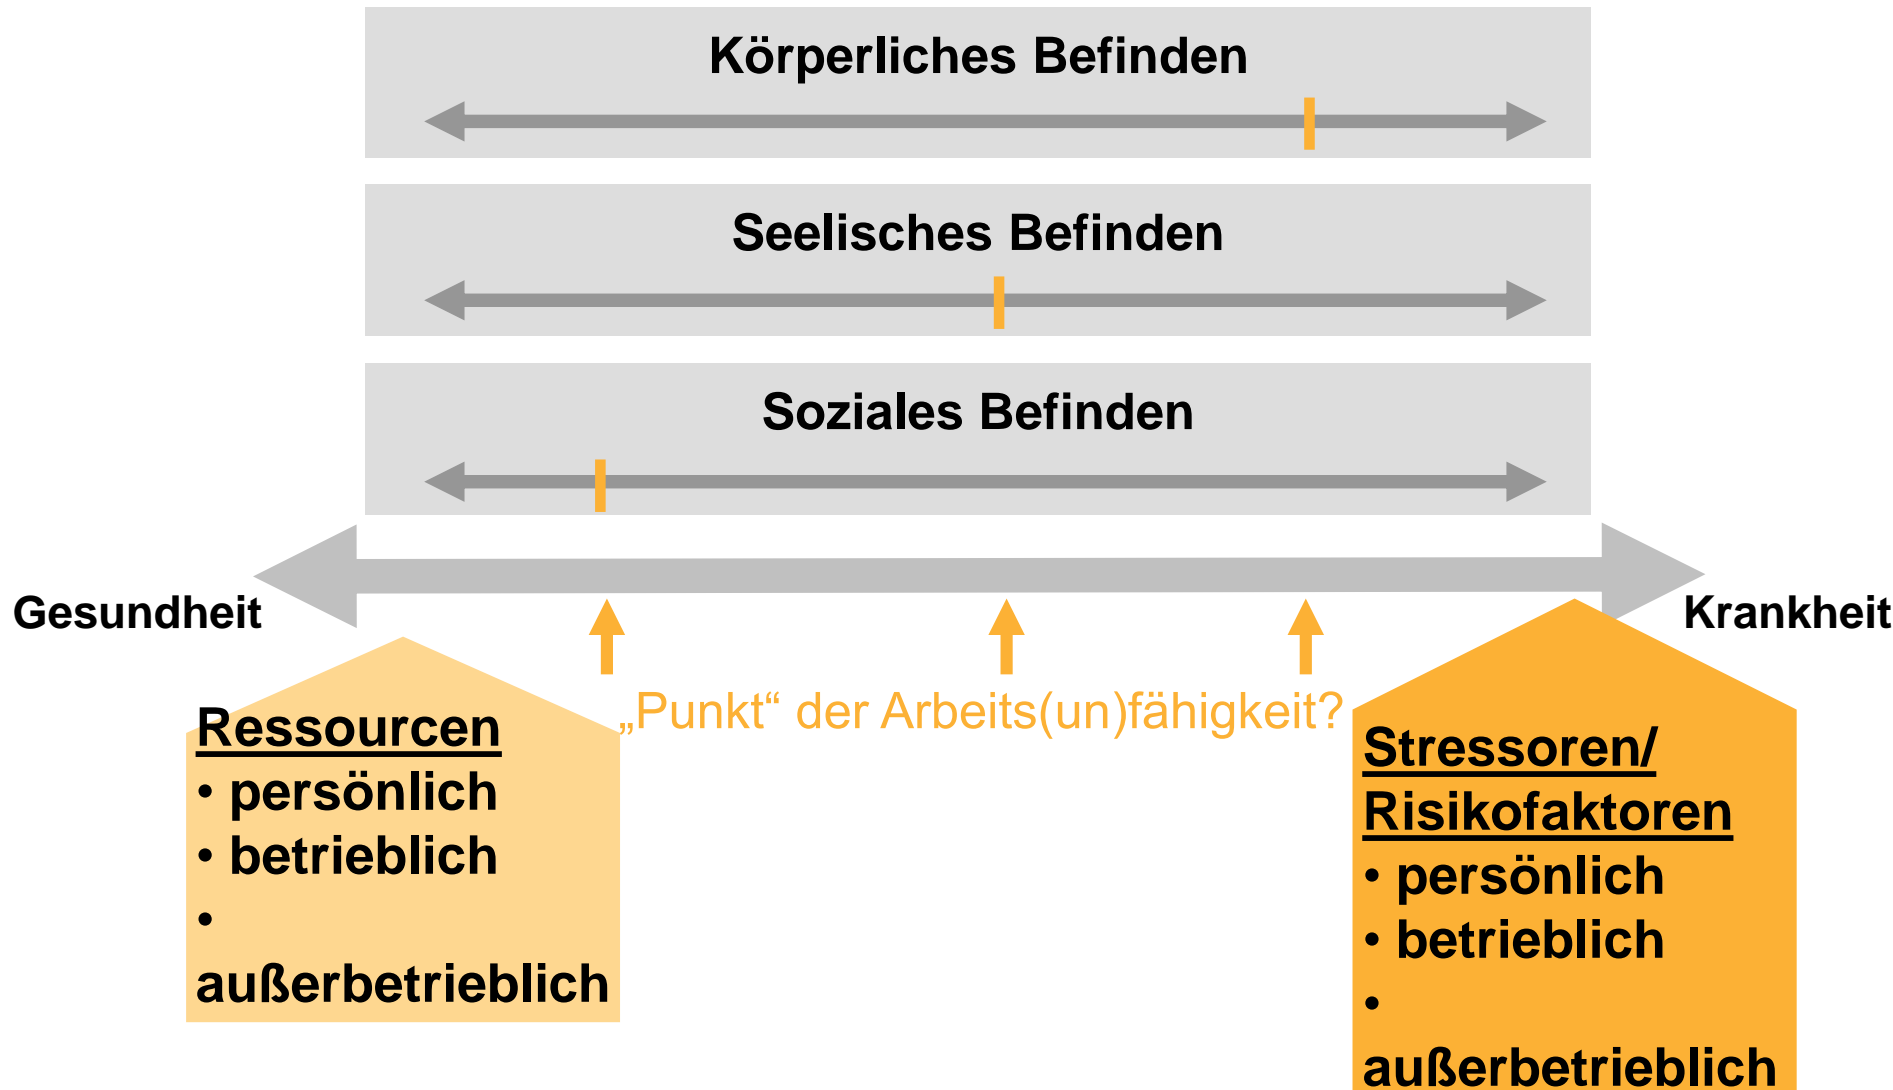 Körperliches Befinden
Seelisches Befinden
Soziales Befinden
Gesundheit
Krankheit
„Punkt“ der Arbeits(un)fähigkeit?
Ressourcen
• persönlich
• betrieblich
•
außerbetrieblich
Stressoren/
Risikofaktoren
• persönlich
• betrieblich
•
außerbetrieblich